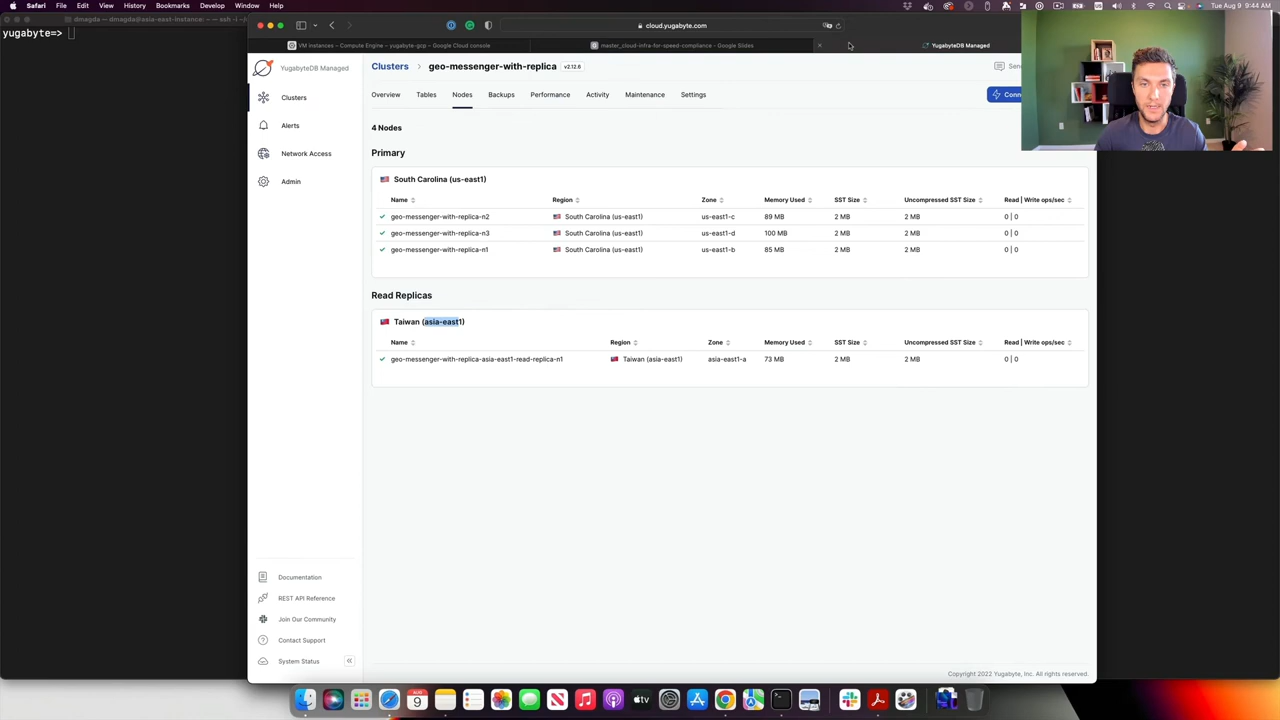 Safari File Edit View History Bookmarks Develop Window Help
Tue Aug 9 9:44 AM
dmagda — dmagda@asia-east-instance: ~ — ssh -i ~/
yugabyte=>
cloud.yugabyte.com
VM instances – Compute Engine – yugabyte-gcp – Google Cloud console
master_cloud-infra-for-speed-compliance - Google Slides
YugabyteDB Managed
YugabyteDB Managed
Clusters
Alerts
Network Access
Admin
Documentation
REST API Reference
Join Our Community
Contact Support
System Status
Clusters > geo-messenger-with-replica v2.12.6
Sen
Overview Tables Nodes Backups Performance Activity Maintenance Settings
Conn
4 Nodes
Primary
South Carolina (us-east1)
Name Region Zone Memory Used SST Size Uncompressed SST Size Read | Write ops/sec
geo-messenger-with-replica-n2 South Carolina (us-east1) us-east1-c 89 MB 2 MB 2 MB 0 | 0
geo-messenger-with-replica-n3 South Carolina (us-east1) us-east1-d 100 MB 2 MB 2 MB 0 | 0
geo-messenger-with-replica-n1 South Carolina (us-east1) us-east1-b 85 MB 2 MB 2 MB 0 | 0
Read Replicas
Taiwan (asia-east1)
Name Region Zone Memory Used SST Size Uncompressed SST Size Read | Write ops/sec
geo-messenger-with-replica-asia-east1-read-replica-n1 Taiwan (asia-east1) asia-east1-a 73 MB 2 MB 2 MB 0 | 0
Copyright 2022 Yugabyte, Inc. All rights reserved.
9